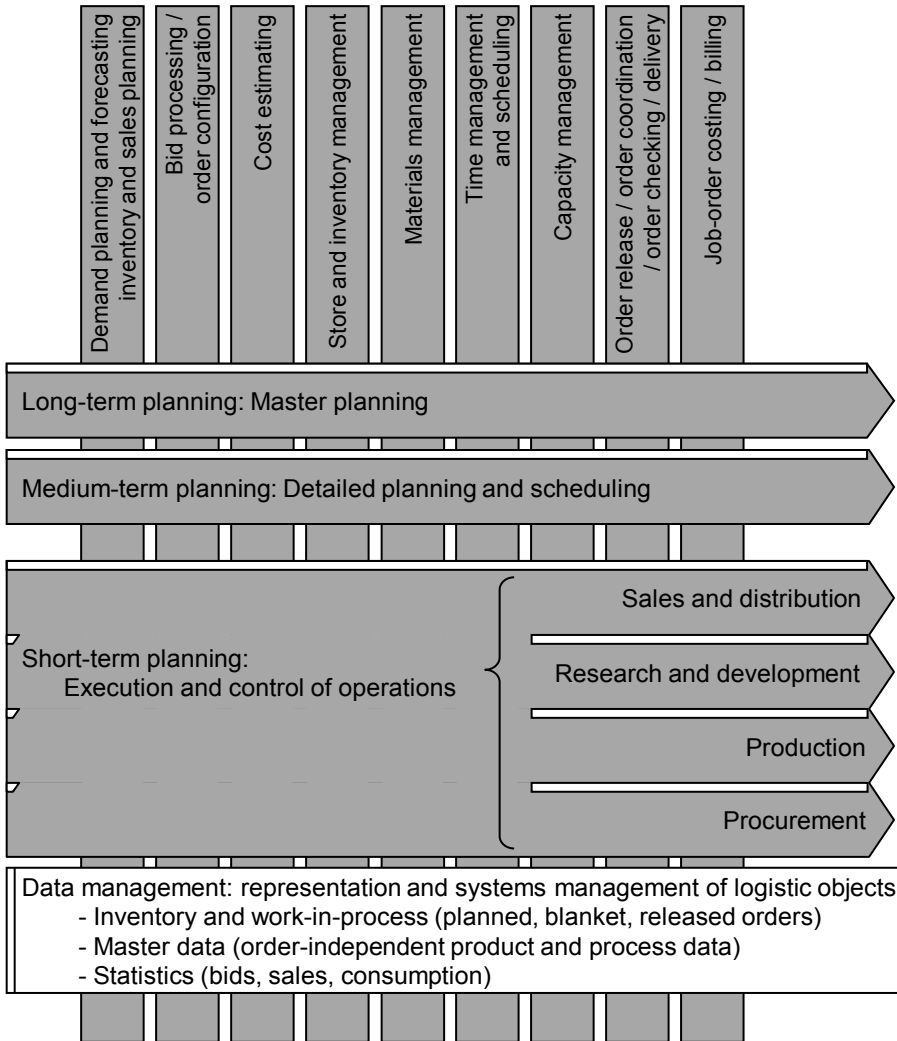 Demand planning and forecasting
inventory and sales planning
Bid processing /
order configuration
Cost estimating
Store and inventory management
Materials management
Time management
and scheduling
Capacity management
Order release / order coordination
/ order checking / delivery
Job-order costing / billing
Long-term planning: Master planning
Medium-term planning: Detailed planning and scheduling
Short-term planning:
Execution and control of operations
Sales and distribution
Research and development
Production
Procurement
Data management: representation and systems management of logistic objects
- Inventory and work-in-process (planned, blanket, released orders)
- Master data (order-independent product and process data)
- Statistics (bids, sales, consumption)